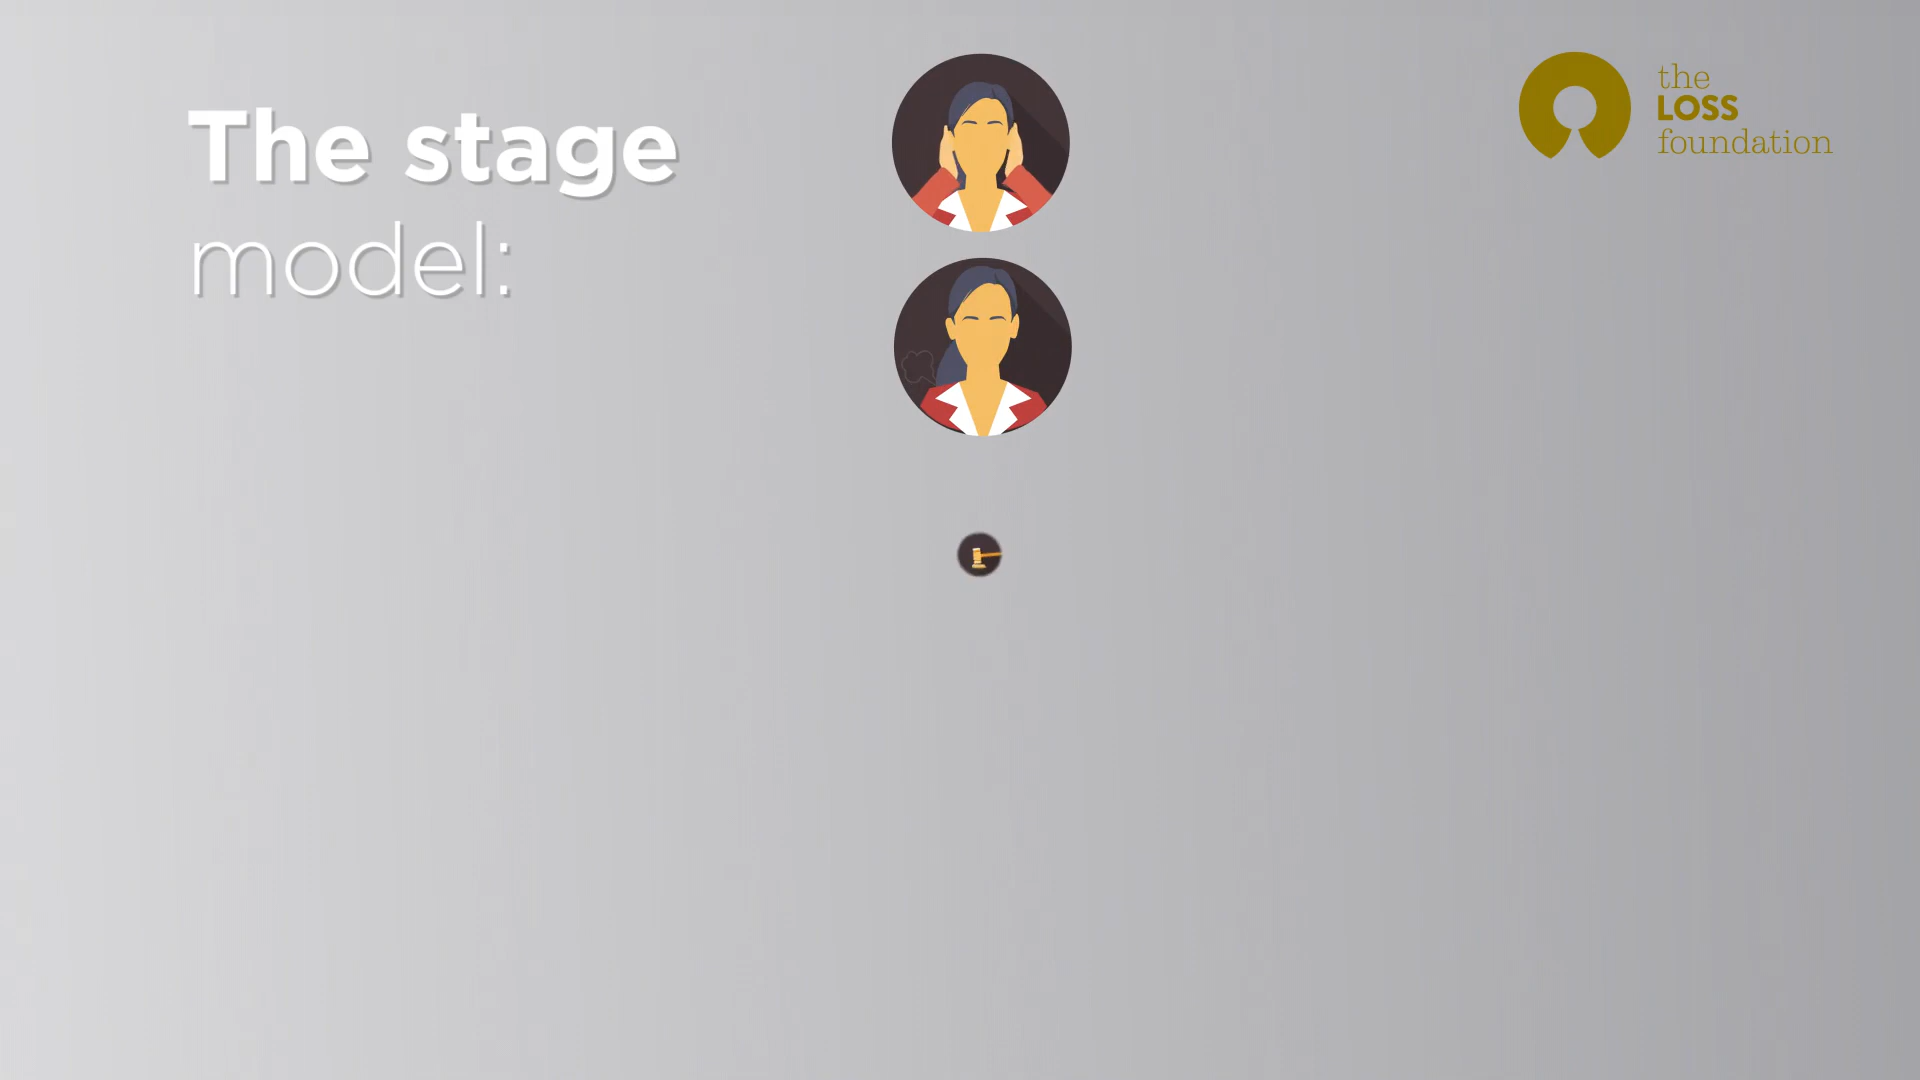 The stage
model:
the
LOSS
foundation